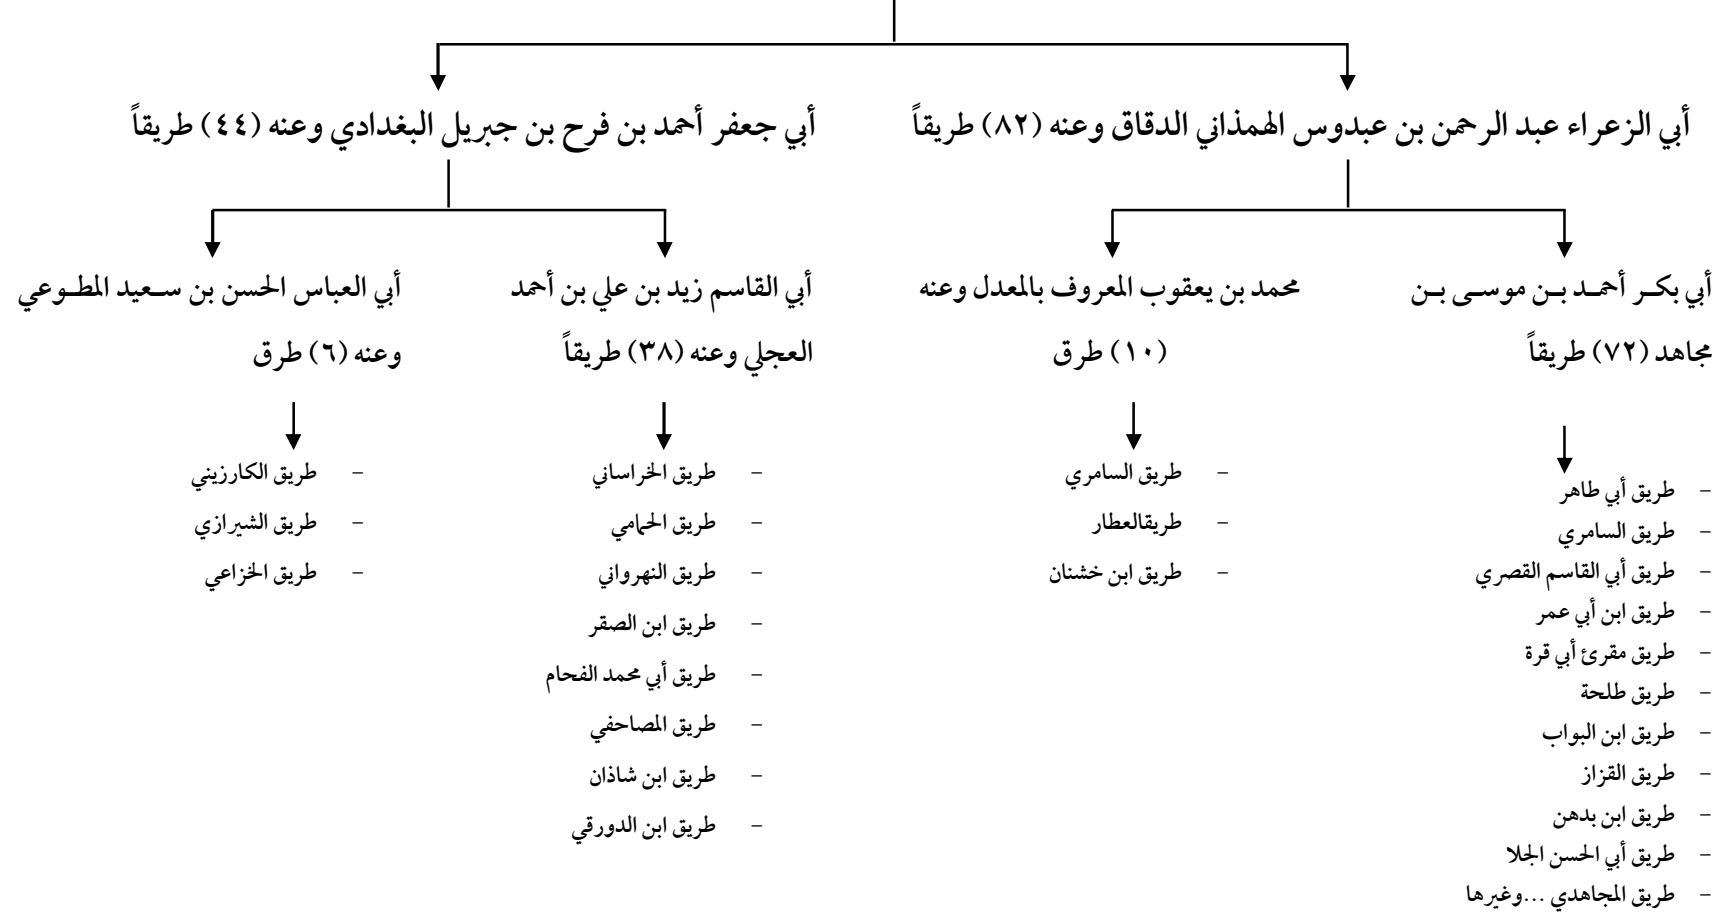 أبي الزعراء عبد الرحمن بن عبدوس الهمذاني الدقاق وعنه (٨٢) طريقاً
أبي جعفر أحمد بن فرح بن جبريل البغدادي وعنه (٤٤) طريقاً
أبي بكر أحمد بن موسى بن
مجاهد (٧٢) طريقاً
محمد بن يعقوب المعروف بالمعدل وعنه
(١٠) طرق
أبي القاسم زيد بن علي بن أحمد
العجلي وعنه (٣٨) طريقاً
أبي العباس الحسن بن سعيد المطوعي
وعنه (٦) طرق
- طريق أبي طاهر
- طريق السامري
- طريق أبي القاسم القصري
- طريق ابن أبي عمر
- طريق مقرئ أبي قرة
- طريق طلحة
- طريق ابن البواب
- طريق القزاز
- طريق ابن بدهن
- طريق أبي الحسن الجلا
- طريق المجاهدي ...وغيرها
- طريق السامري
- طريقالعطار
- طريق ابن خشنان
- طريق الخراساني
- طريق الحمامي
- طريق النهرواني
- طريق ابن الصقر
- طريق أبي محمد الفحام
- طريق المصاحفي
- طريق ابن شاذان
- طريق ابن الدورقي
- طريق الكارزيني
- طريق الشيرازي
- طريق الخزاعي